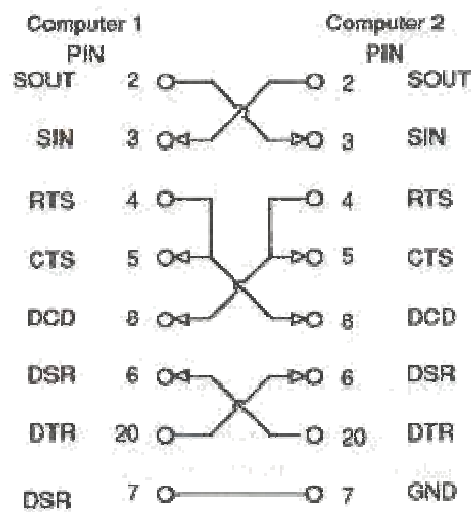 Computer 1 Computer 2
PIN PIN
SOUT 2 2 SOUT
SIN 3 3 SIN
RTS 4 4 RTS
CTS 5 5 CTS
DCD 8 8 DCD
DSR 6 6 DSR
DTR 20 20 DTR
DSR 7 7 GND